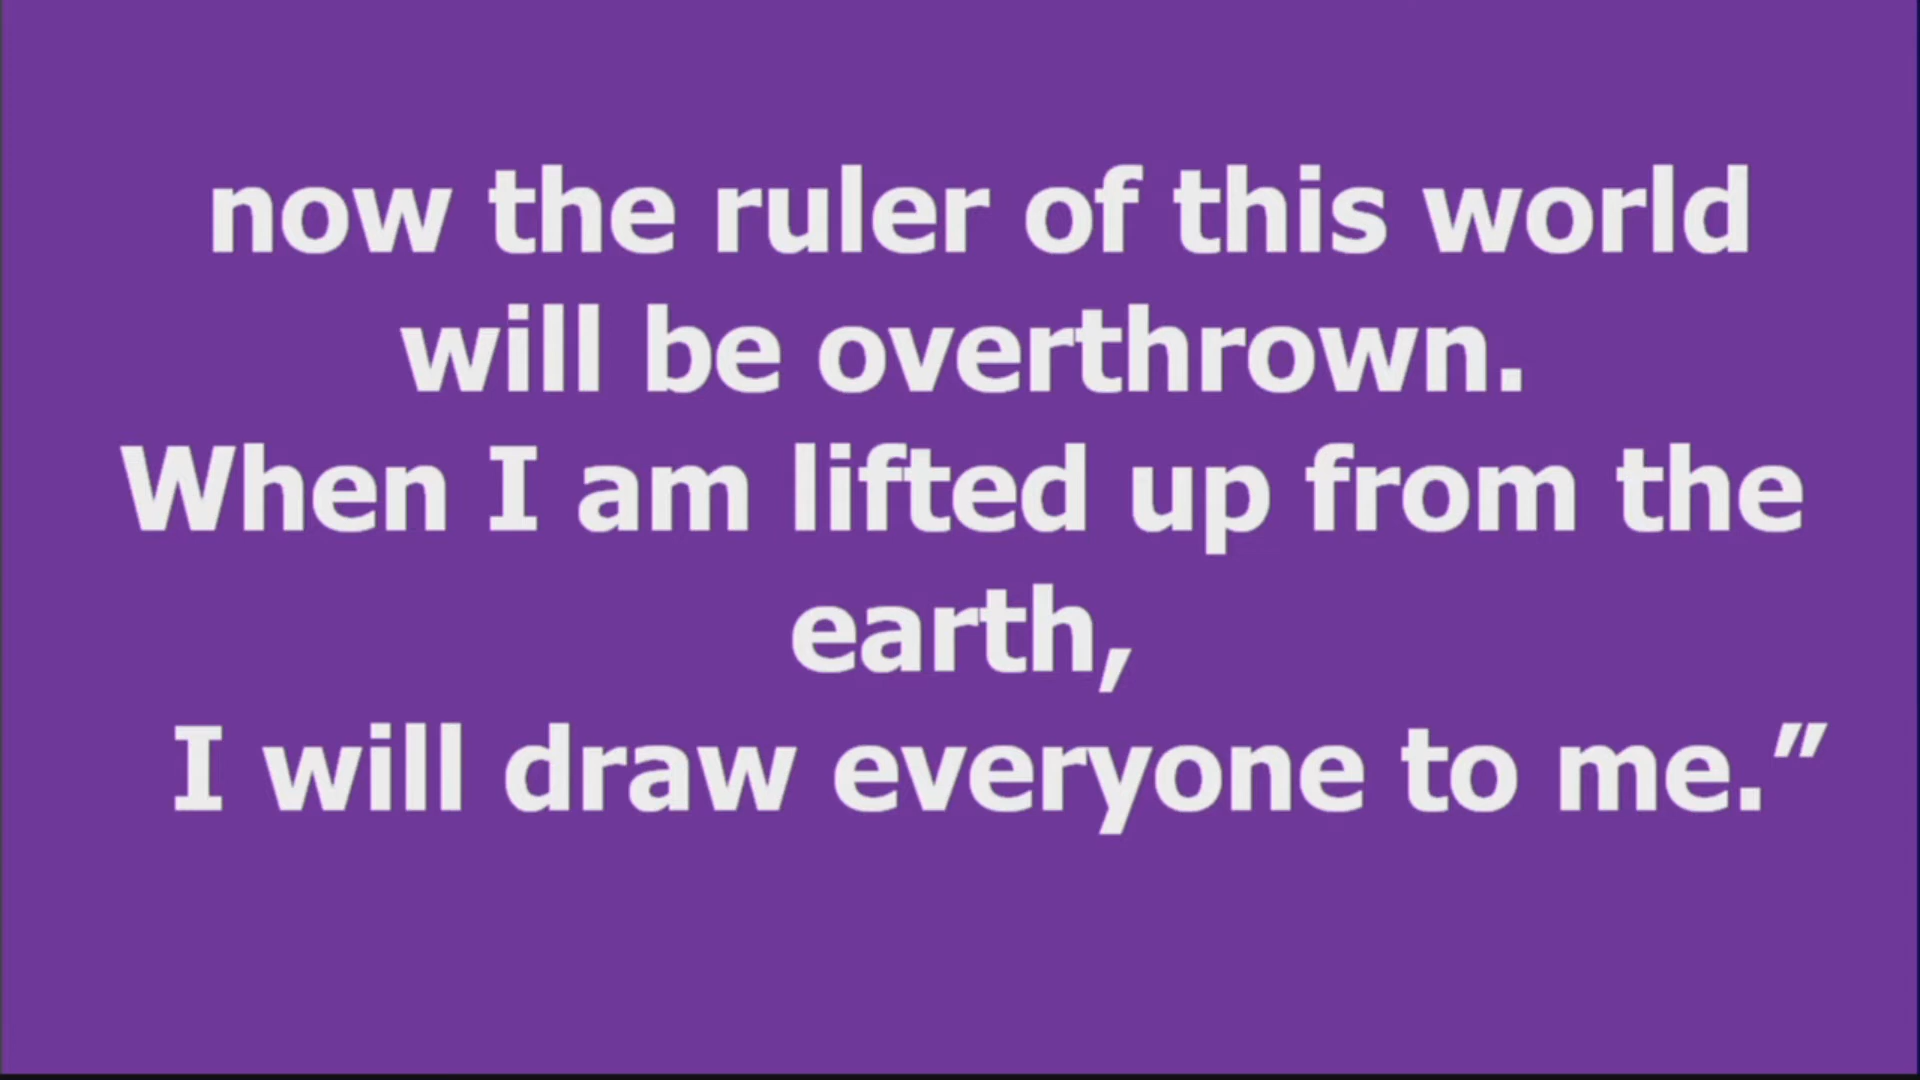 now the ruler of this world
will be overthrown.
When I am lifted up from the
earth,
I will draw everyone to me.”